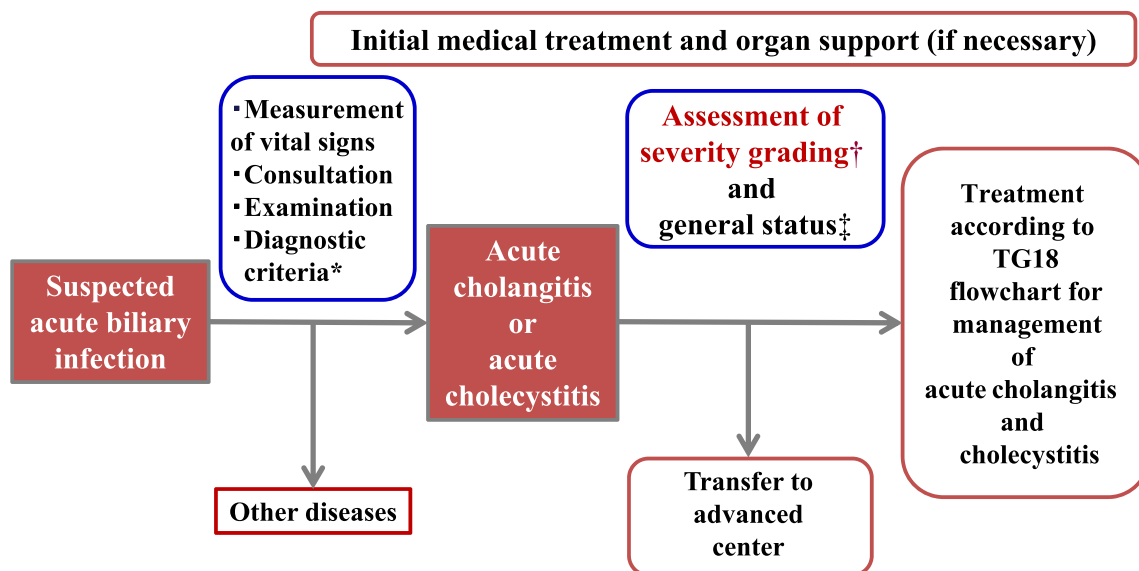 Initial medical treatment and organ support (if necessary)
・Measurement
of vital signs
・Consultation
・Examination
・Diagnostic
criteria*
Assessment of
severity grading†
and
general status‡
Suspected
acute biliary
infection
Acute
cholangitis
or
acute
cholecystitis
Treatment
according to
TG18
flowchart for
management
of
acute cholangitis
and
cholecystitis
Other diseases
Transfer to
advanced
center